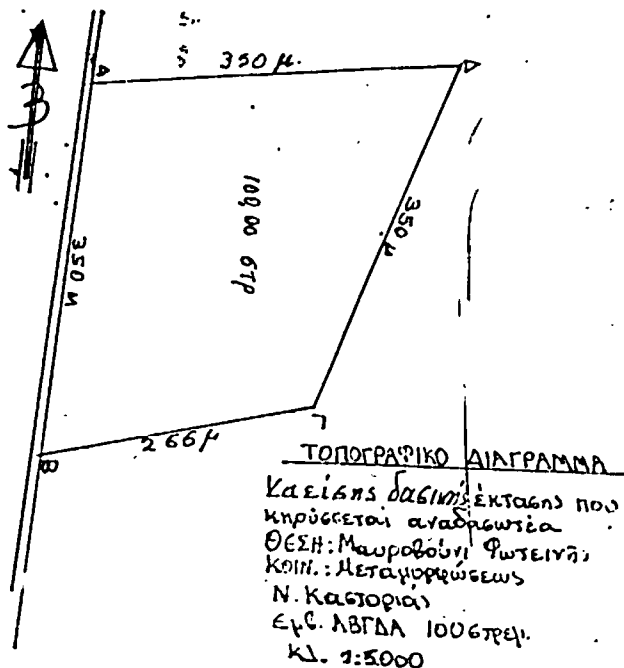 350 μ.
Δ
Α
350 μ
100,00 στρ
350 μ
266 μ
Γ
Β
ΤΟΠΟΓΡΑΦΙΚΟ ΔΙΑΓΡΑΜΜΑ
δασικής έκτασης που
κηρύσσεται αναδασωτέα
ΘΕΣΗ: Μαυροβούνι Φωτεινής
ΚΟΙΝ.: Μεταμορφώσεως
Ν. Καστοριάς
Εμβ. ΑΒΓΔΑ 100 στρεμ.
Κλ. 1:5000